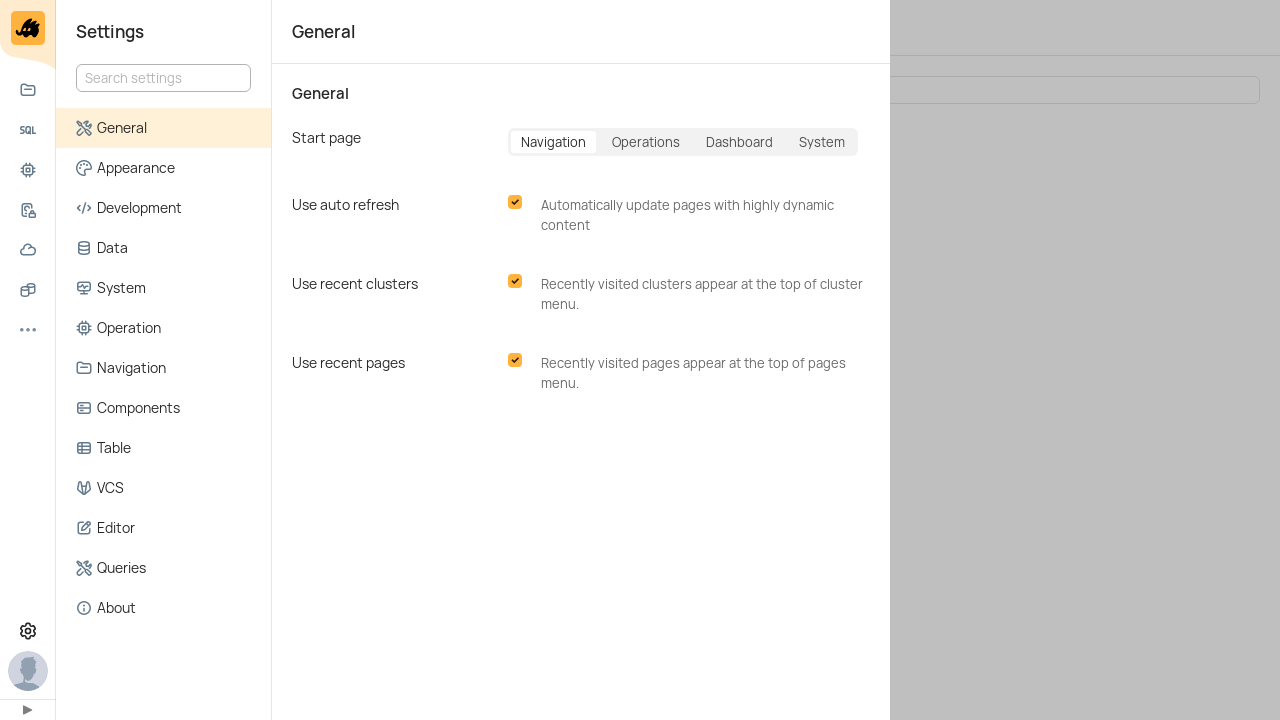 Settings
Search settings
General
Appearance
Development
Data
System
Operation
Navigation
Components
Table
VCS
Editor
Queries
About
SQL
General
General
Start page
Navigation Operations Dashboard System
Use auto refresh
Automatically update pages with highly dynamic
content
Use recent clusters
Recently visited clusters appear at the top of cluster
menu.
Use recent pages
Recently visited pages appear at the top of pages
menu.